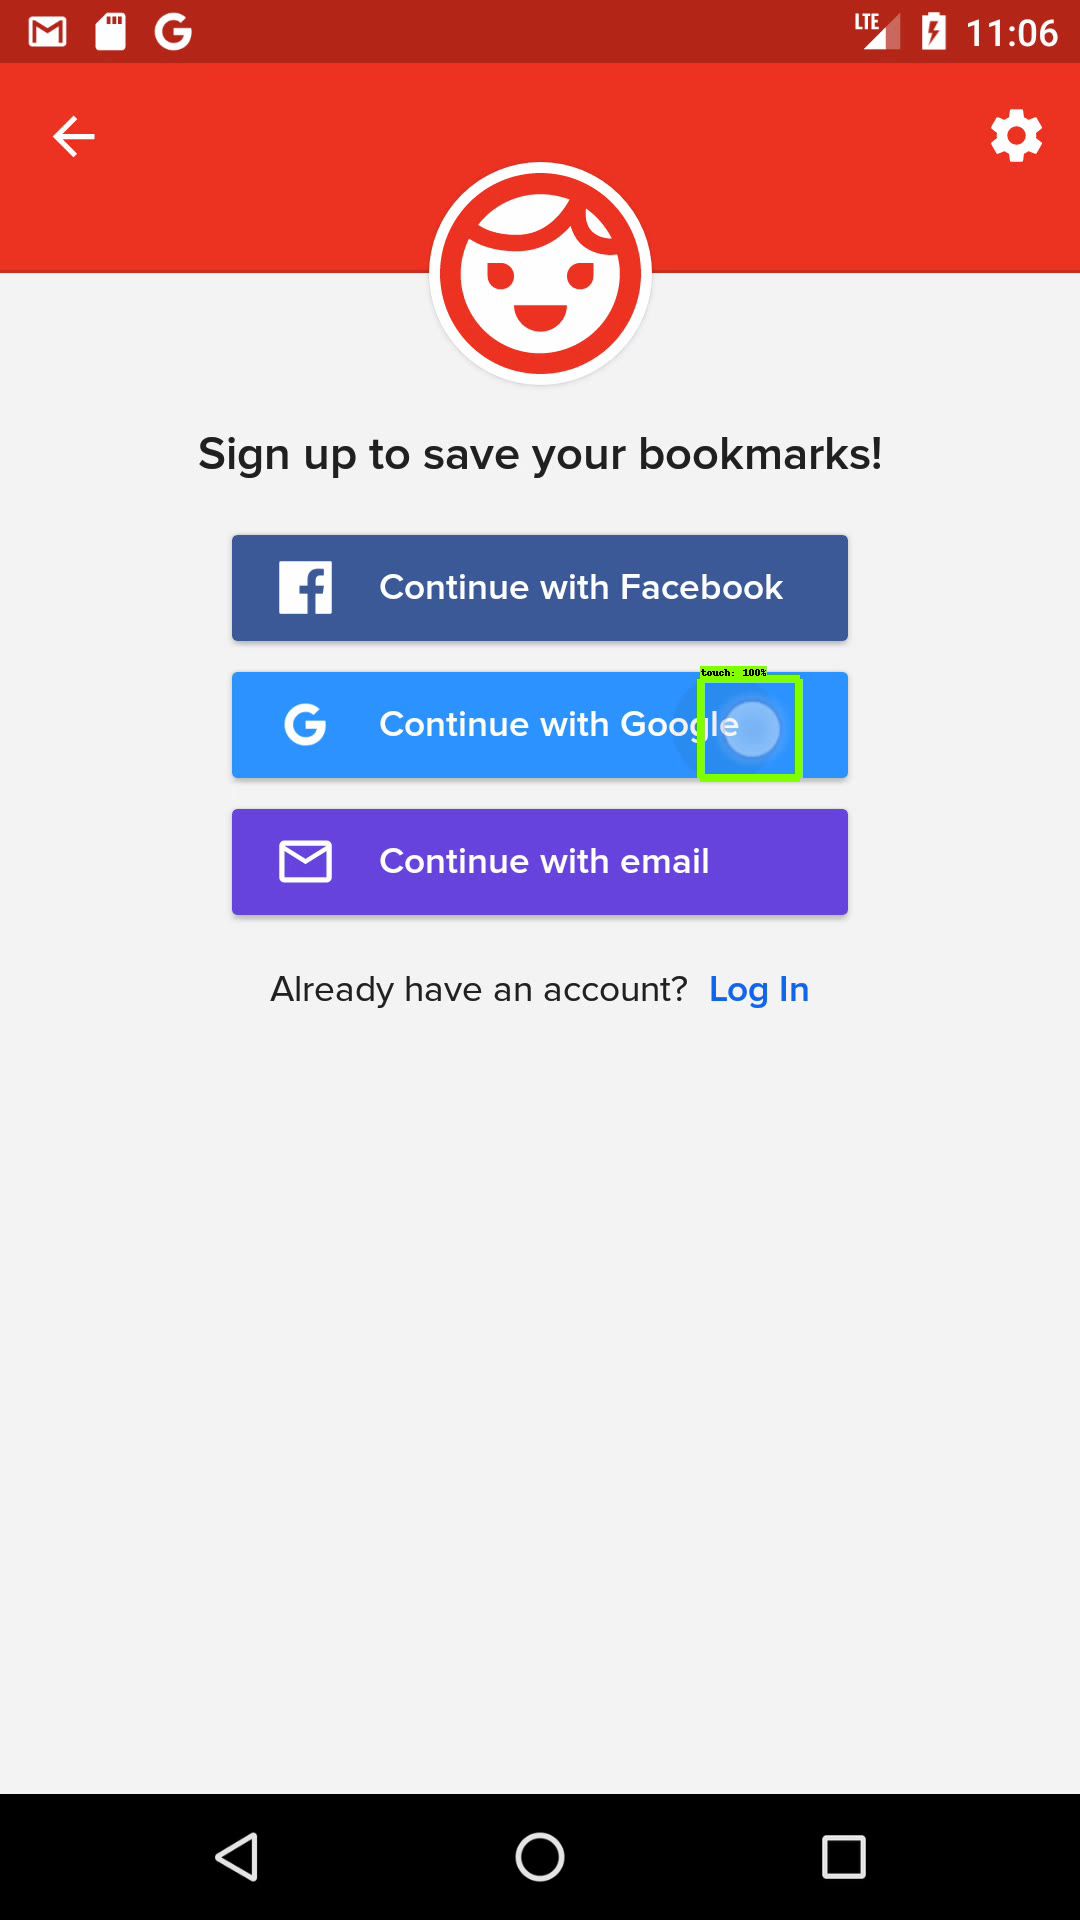 LTE 11:06
Sign up to save your bookmarks!
Continue with Facebook
touch: 100%
Continue with Google
Continue with email
Already have an account? Log In